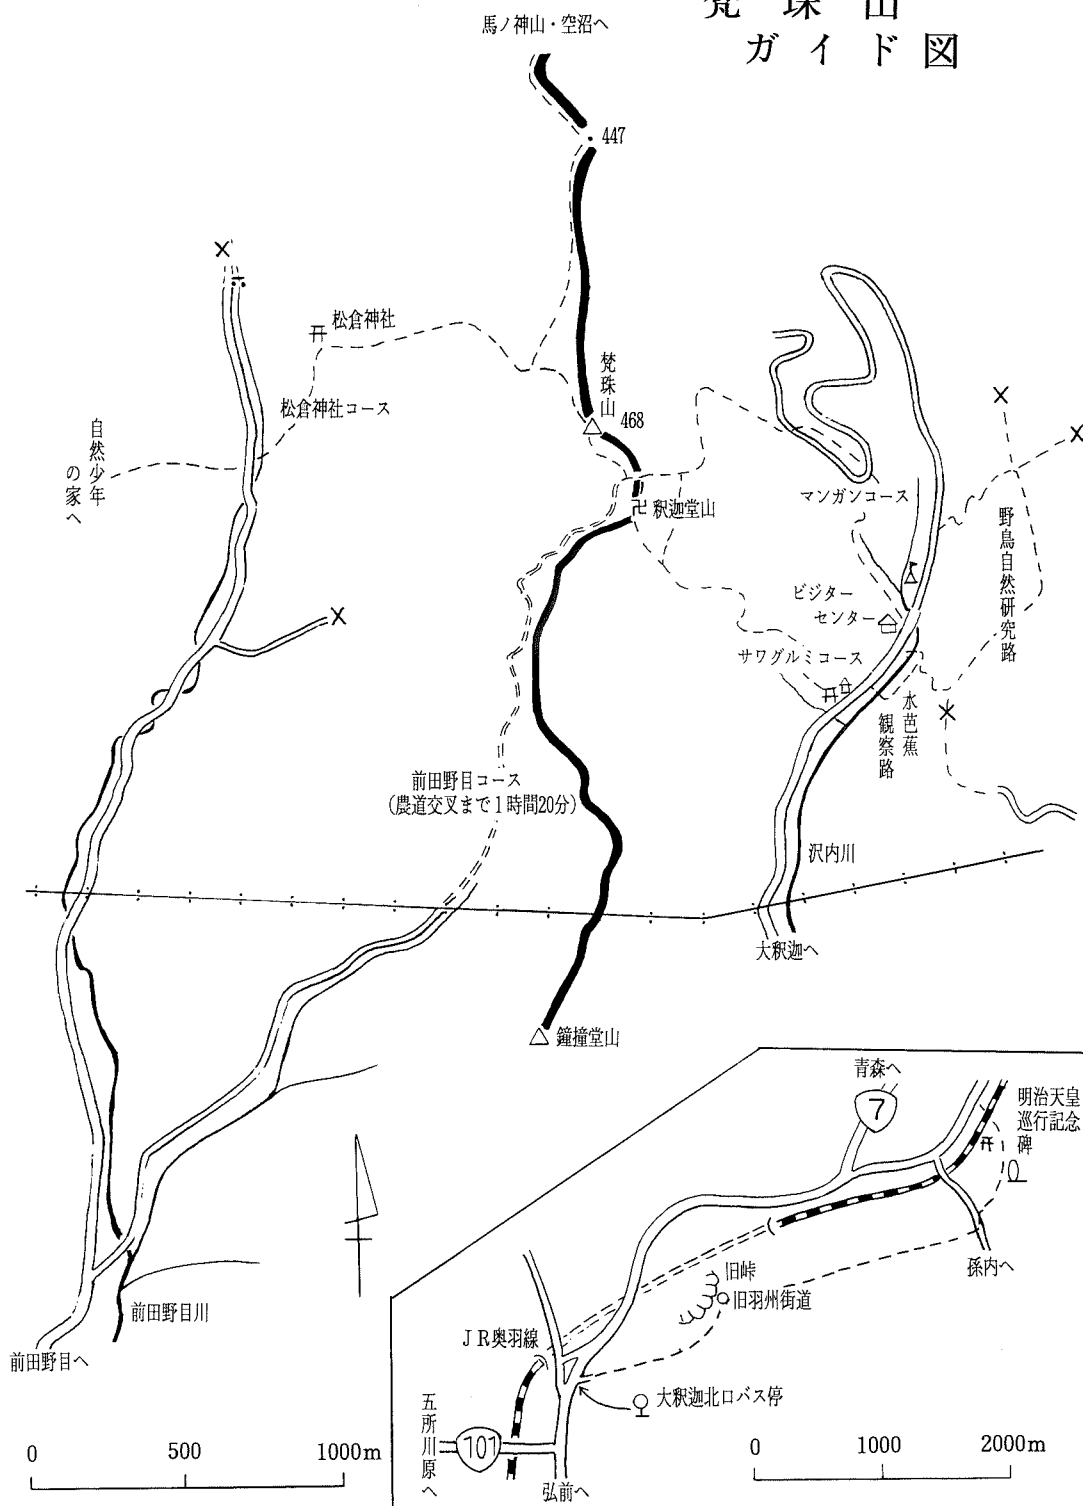 梵珠山
ガイド図
馬ノ神山・空沼へ
447
松倉神社
梵珠山
468
松倉神社コース
自然少年
の家へ
釈迦堂山
マンガンコース
野鳥自然研究路
ビジター
センター
サワグルミコース
水芭蕉
観察路
前田野目コース
(農道交叉まで1時間20分)
沢内川
大釈迦へ
鐘撞堂山
青森へ
7
明治天皇
巡行記念
碑
孫内へ
旧峠
旧羽州街道
前田野目川
JR奥羽線
前田野目へ
大釈迦北口バス停
五所川原へ
101
弘前へ
0 500 1000m
0 1000 2000m